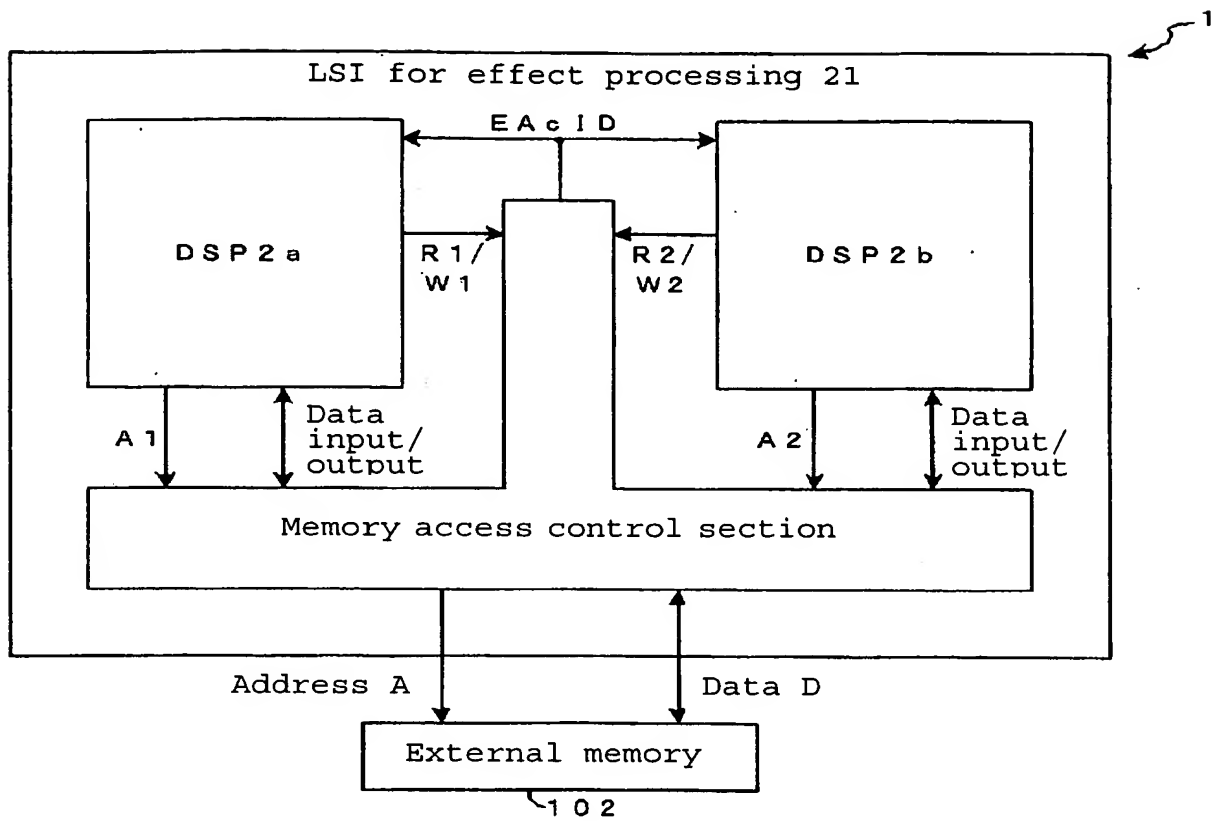 1
LSI for effect processing 21
EAcID
DSP2a
R1/
W1
R2/
W2
DSP2b
A1
Data
input/
output
A2
Data
input/
output
Memory access control section
Address A
Data D
External memory
102